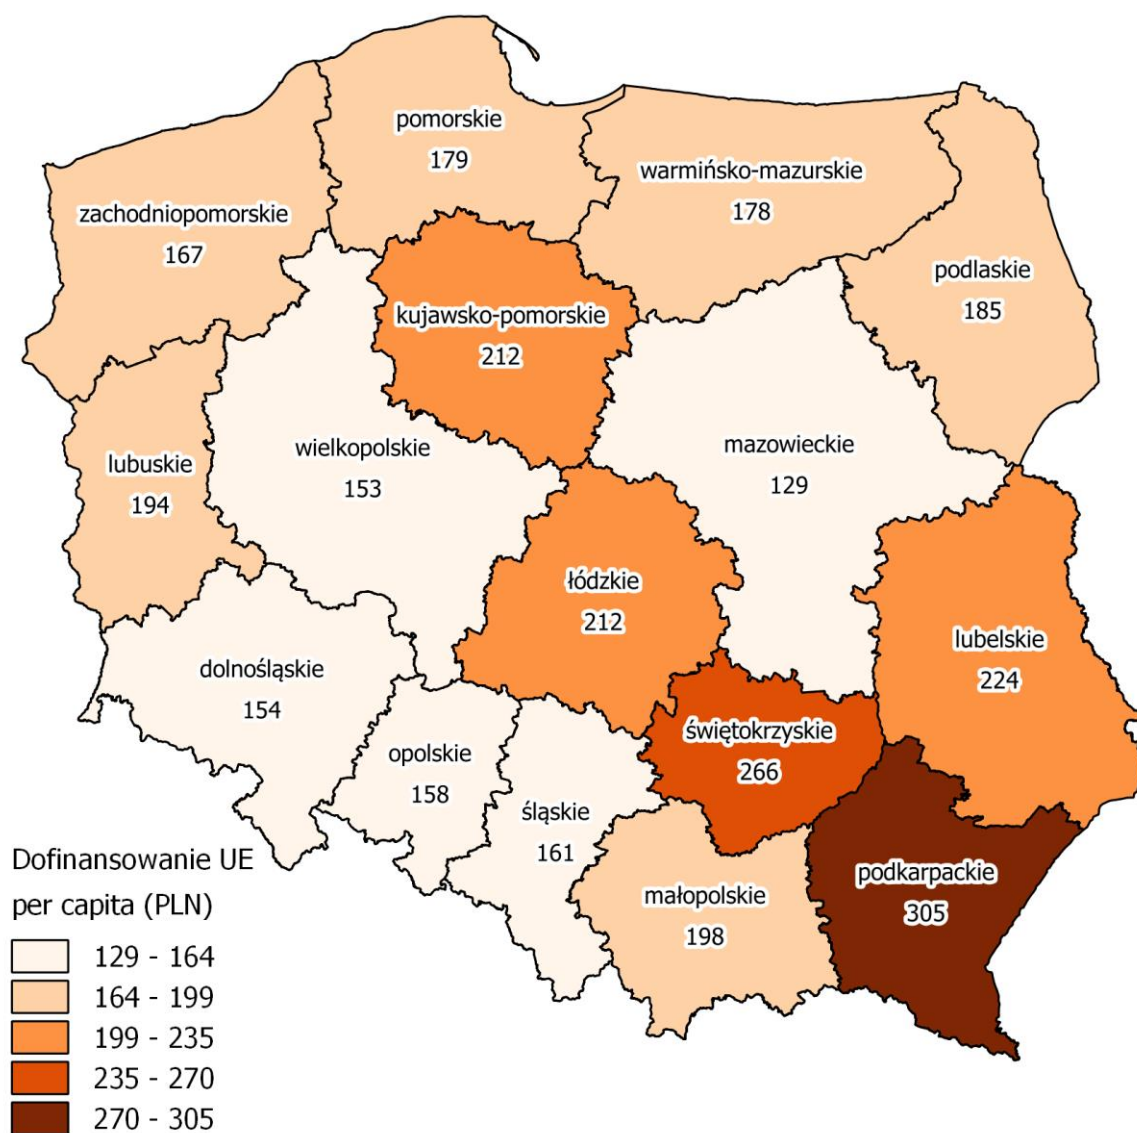 pomorskie
179
warmińsko-mazurskie
178
zachodniopomorskie
167
podlaskie
185
kujawsko-pomorskie
212
wielkopolskie
153
mazowieckie
129
lubuskie
194
łódzkie
212
lubelskie
224
dolnośląskie
154
świętokrzyskie
266
opolskie
158
śląskie
161
podkarpackie
305
małopolskie
198
Dofinansowanie UE
per capita (PLN)
129 - 164
164 - 199
199 - 235
235 - 270
270 - 305